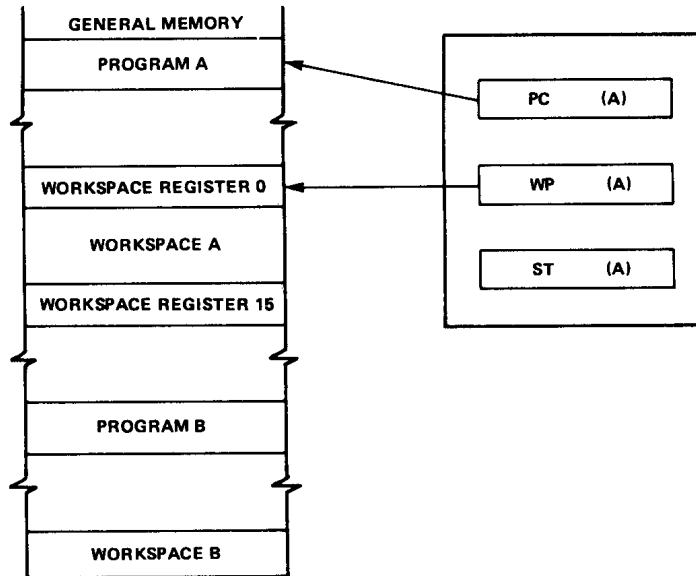 GENERAL MEMORY
PROGRAM A
WORKSPACE REGISTER 0
WORKSPACE A
WORKSPACE REGISTER 15
PROGRAM B
WORKSPACE B
PC (A)
WP (A)
ST (A)